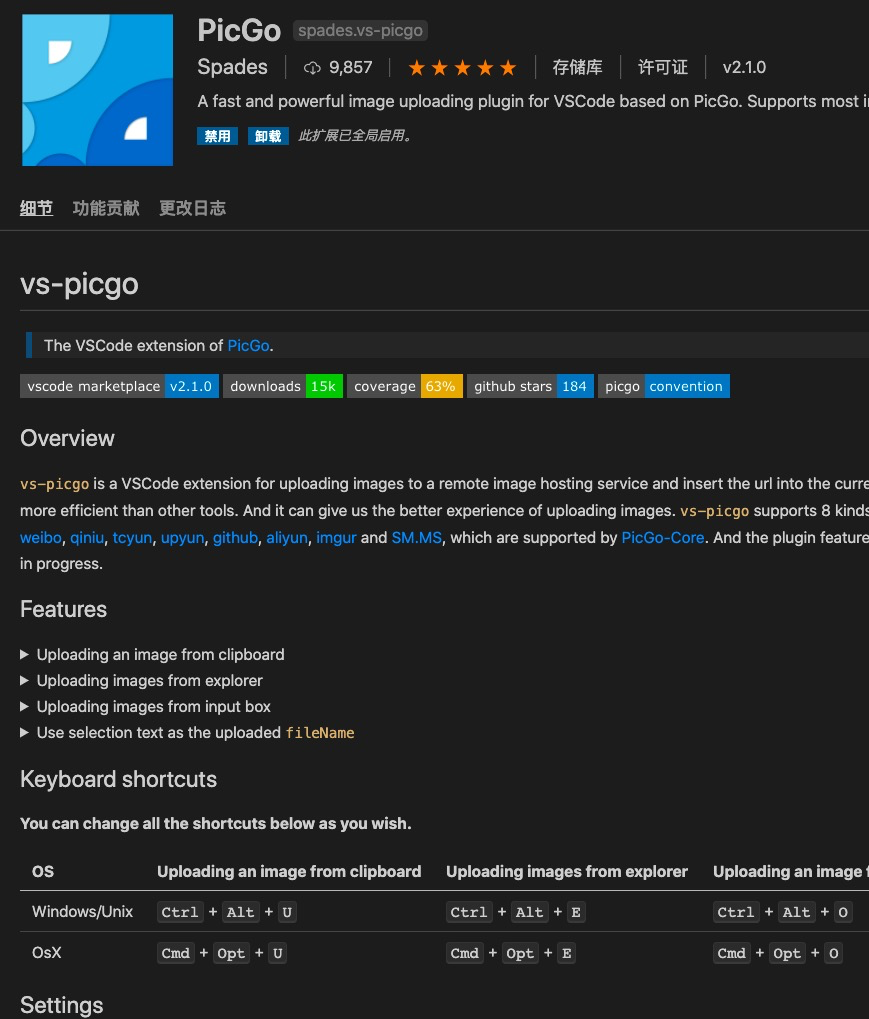 PicGo spades.vs-picgo
Spades 9,857 存储库 许可证 v2.1.0
A fast and powerful image uploading plugin for VSCode based on PicGo. Supports most
禁用 卸载 此扩展已全局启用。
细节 功能贡献 更改日志
vs-picgo
The VSCode extension of PicGo.
vscode marketplace v2.1.0 downloads 15k coverage 63% github stars 184 picgo convention
Overview
vs-picgo is a VSCode extension for uploading images to a remote image hosting service and insert the url into the curre
more efficient than other tools. And it can give us the better experience of uploading images. vs-picgo supports 8 kinds
weibo, qiniu, tcyun, upyun, github, aliyun, imgur and SM.MS, which are supported by PicGo-Core. And the plugin feature
in progress.
Features
Uploading an image from clipboard
Uploading images from explorer
Uploading images from input box
Use selection text as the uploaded fileName
Keyboard shortcuts
You can change all the shortcuts below as you wish.
OS Uploading an image from clipboard Uploading images from explorer Uploading an image
Windows/Unix Ctrl + Alt + U Ctrl + Alt + E Ctrl + Alt + O
OsX Cmd + Opt + U Cmd + Opt + E Cmd + Opt + O
Settings